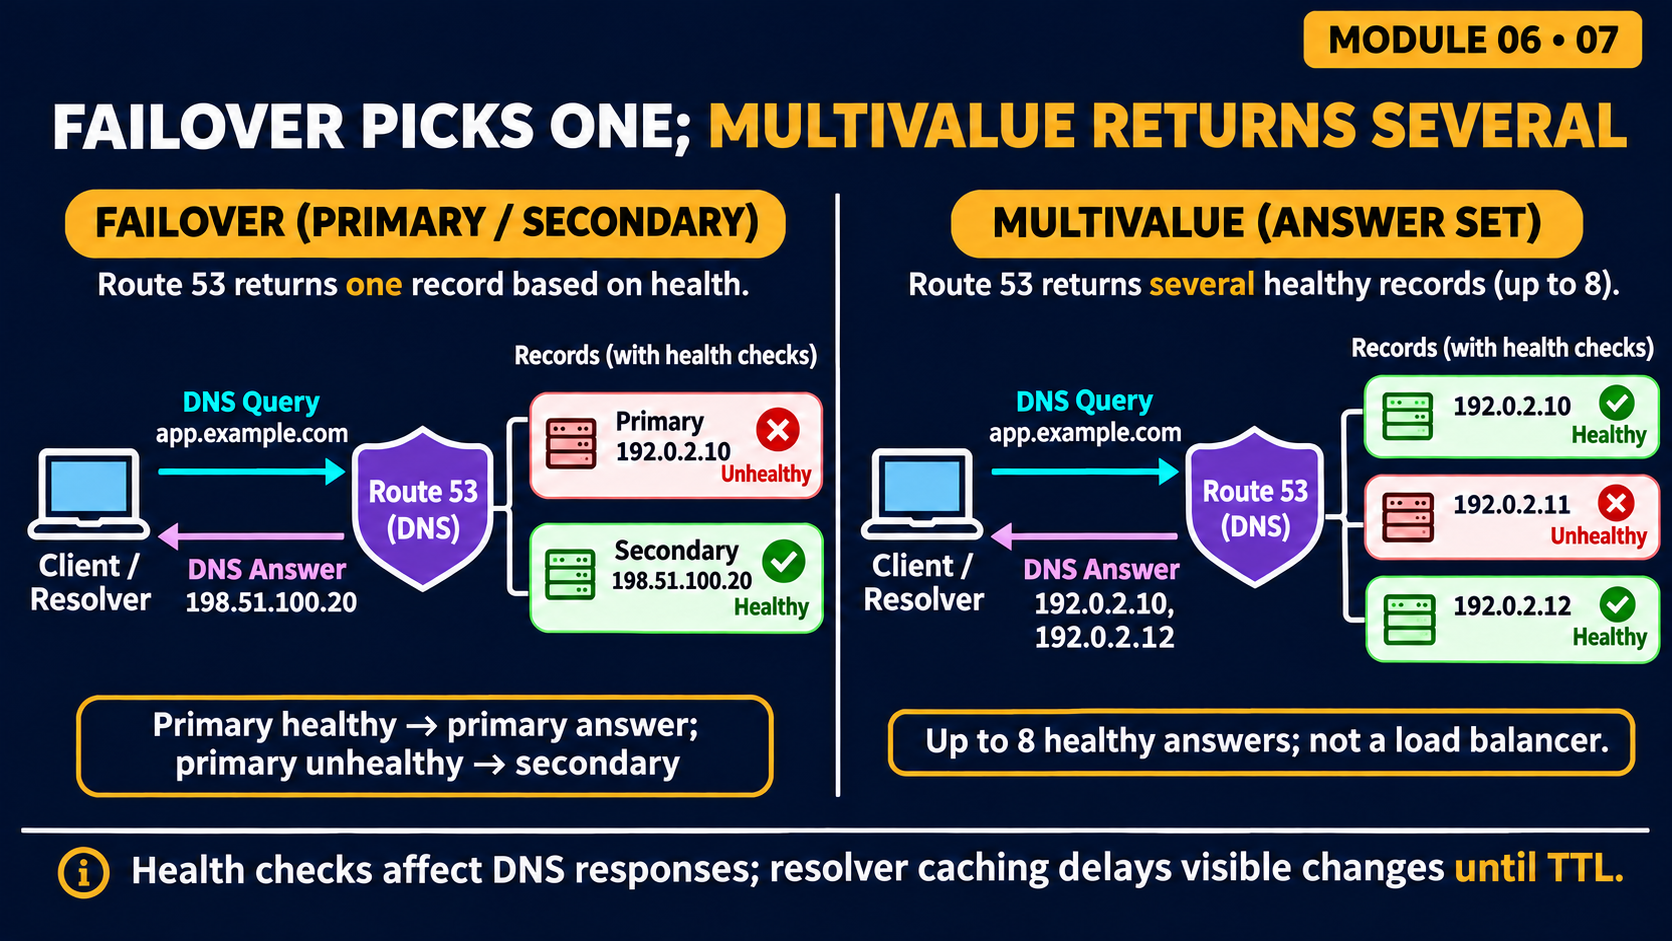 MODULE 06 • 07
FAILOVER PICKS ONE; MULTIVALUE RETURNS SEVERAL
FAILOVER (PRIMARY / SECONDARY)
Route 53 returns one record based on health.
Records (with health checks)
DNS Query
app.example.com
Client /
Resolver
Route 53
(DNS)
DNS Answer
198.51.100.20
Primary
192.0.2.10
Unhealthy
Secondary
198.51.100.20
Healthy
Primary healthy → primary answer;
primary unhealthy → secondary
MULTIVALUE (ANSWER SET)
Route 53 returns several healthy records (up to 8).
Records (with health checks)
DNS Query
app.example.com
Client /
Resolver
Route 53
(DNS)
DNS Answer
192.0.2.10,
192.0.2.12
192.0.2.10
Healthy
192.0.2.11
Unhealthy
192.0.2.12
Healthy
Up to 8 healthy answers; not a load balancer.
Health checks affect DNS responses; resolver caching delays visible changes until TTL.